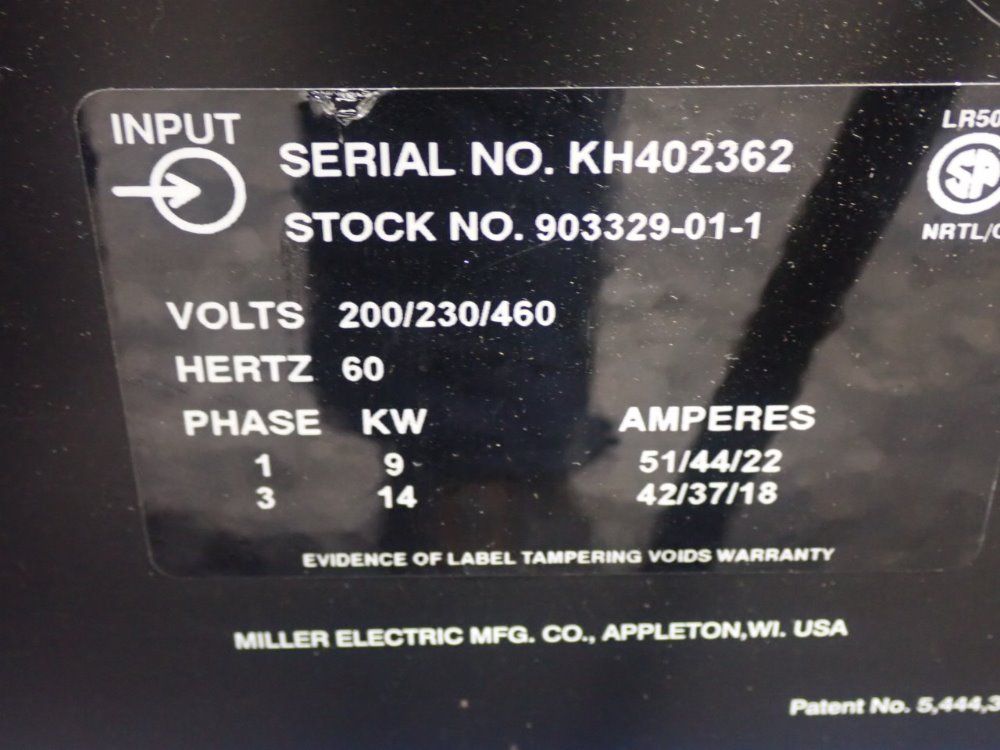 INPUT
LR50
SERIAL NO. KH402362
SP
STOCK NO. 903329-01-1
NRTL/C
VOLTS 200/230/460
HERTZ 60
PHASE KW AMPERES
1 9 51/44/22
3 14 42/37/18
EVIDENCE OF LABEL TAMPERING VOIDS WARRANTY
MILLER ELECTRIC MFG. CO., APPLETON,WI. USA
Patent No. 5,444,3